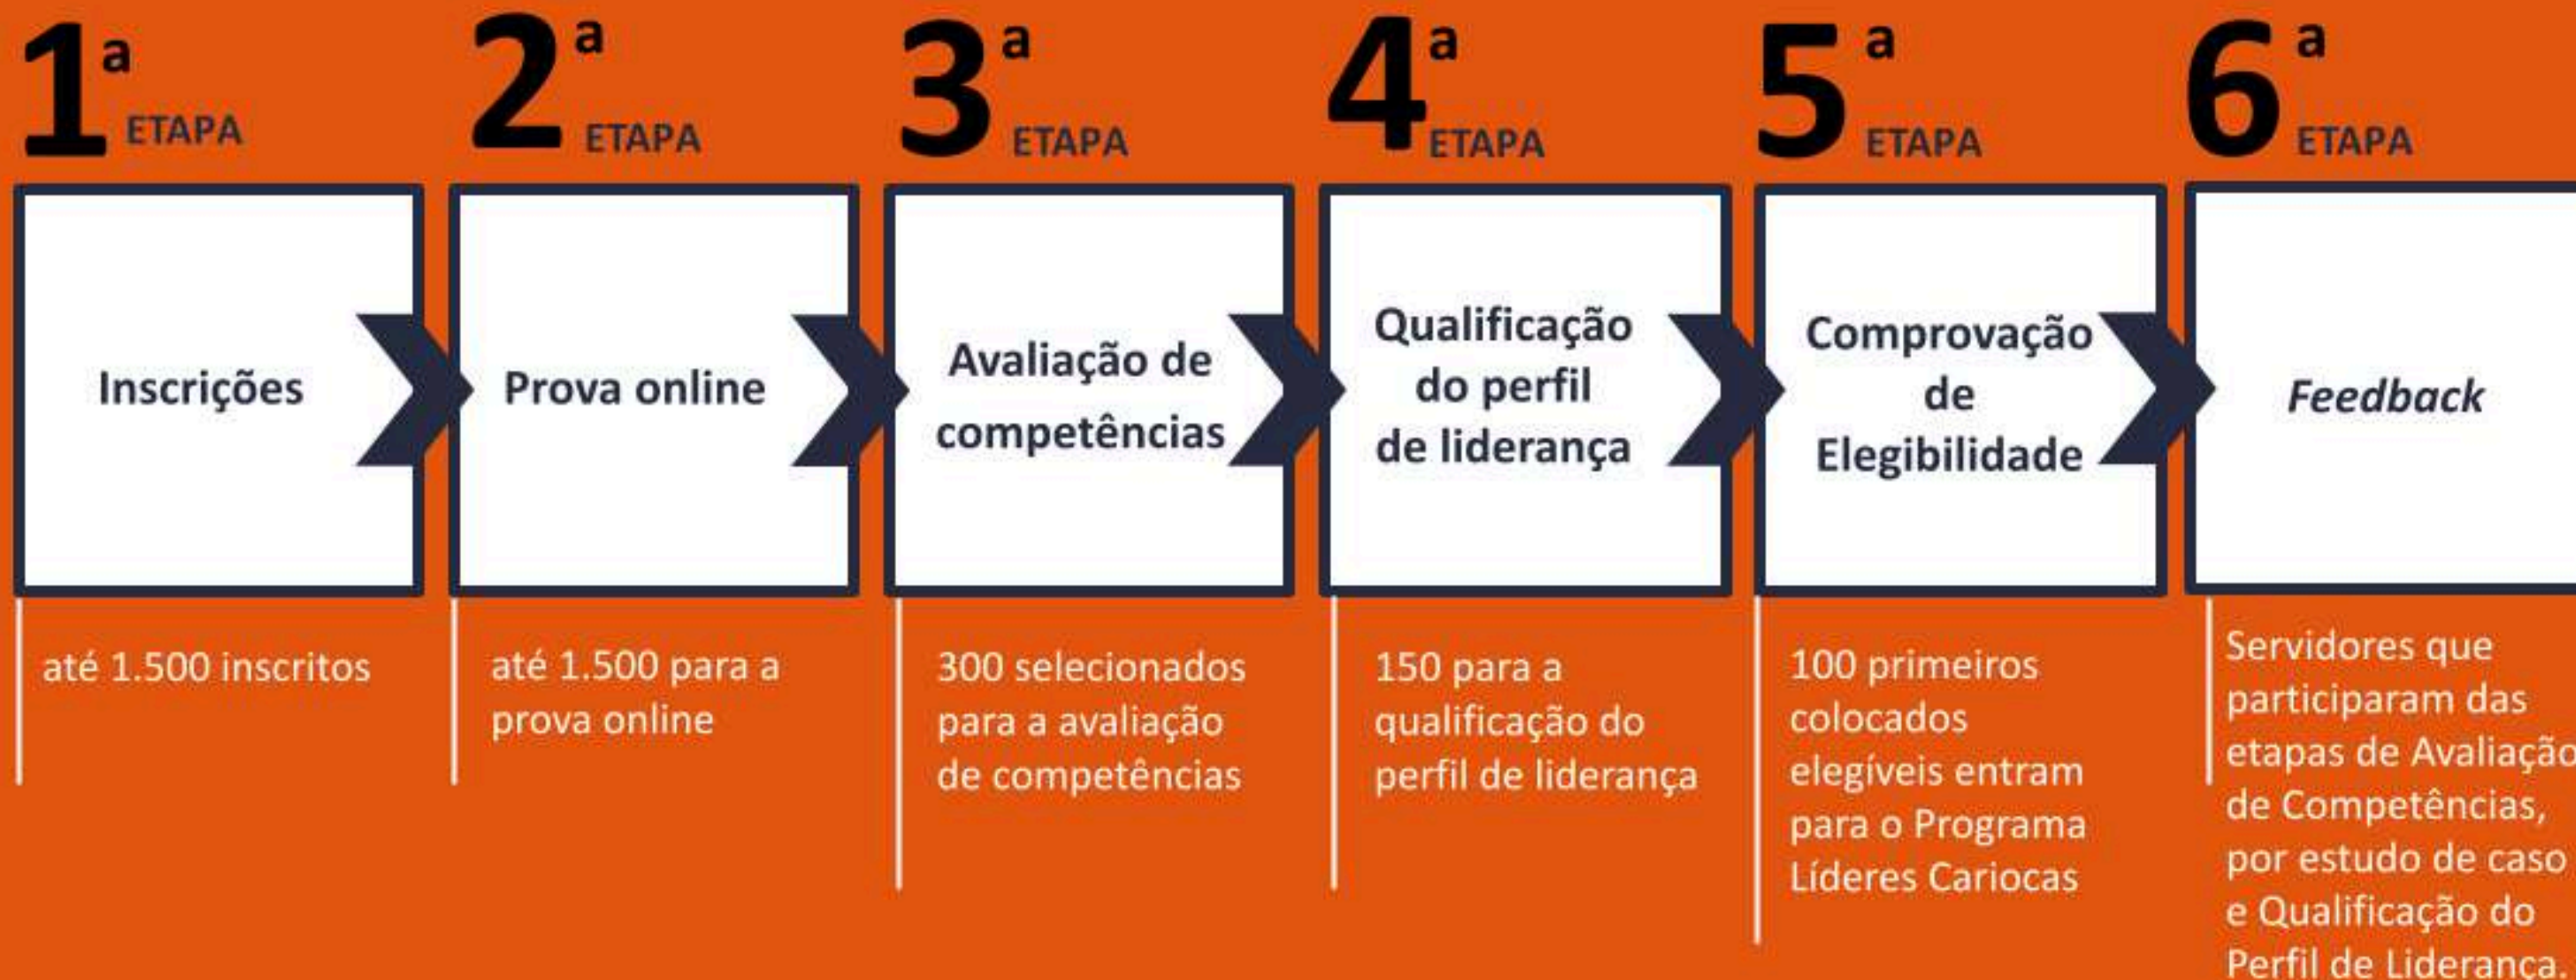 1ª ETAPA
Inscrições
até 1.500 inscritos
2ª ETAPA
Prova online
até 1.500 para a
prova online
3ª ETAPA
Avaliação de
competências
300 selecionados
para a avaliação
de competências
4ª ETAPA
Qualificação
do perfil
de liderança
150 para a
qualificação do
perfil de liderança
5ª ETAPA
Comprovação
de
Elegibilidade
100 primeiros
colocados
elegíveis entram
para o Programa
Líderes Cariocas
6ª ETAPA
Feedback
Servidores que
participaram das
etapas de Avaliação
de Competências,
por estudo de caso
e Qualificação do
Perfil de Liderança.